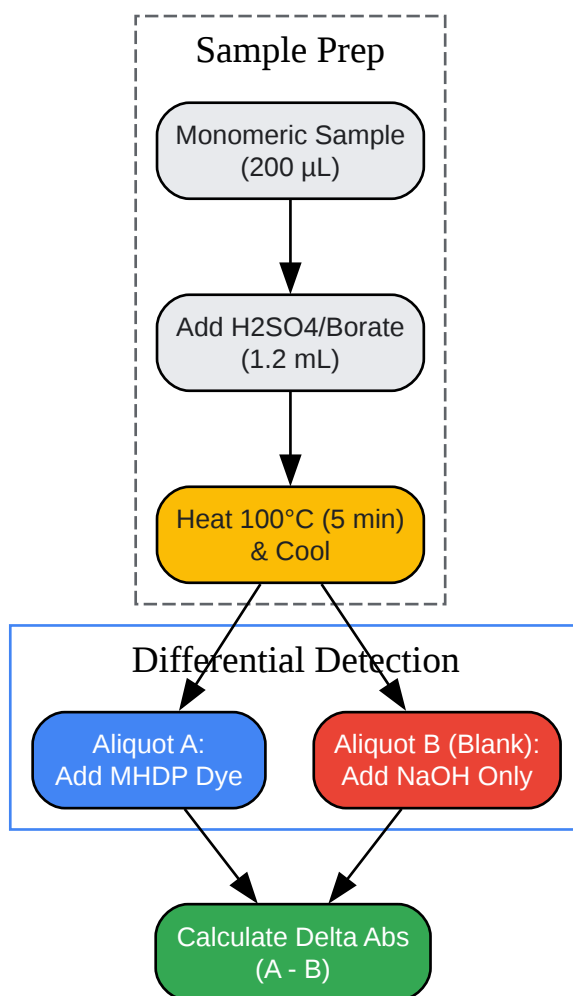 Sample Prep
Monomeric Sample
(200 µL)
Add H2SO4/Borate
(1.2 mL)
Heat 100°C (5 min)
& Cool
Differential Detection
Aliquot A:
Add MHDP Dye
Aliquot B (Blank):
Add NaOH Only
Calculate Delta Abs
(A - B)